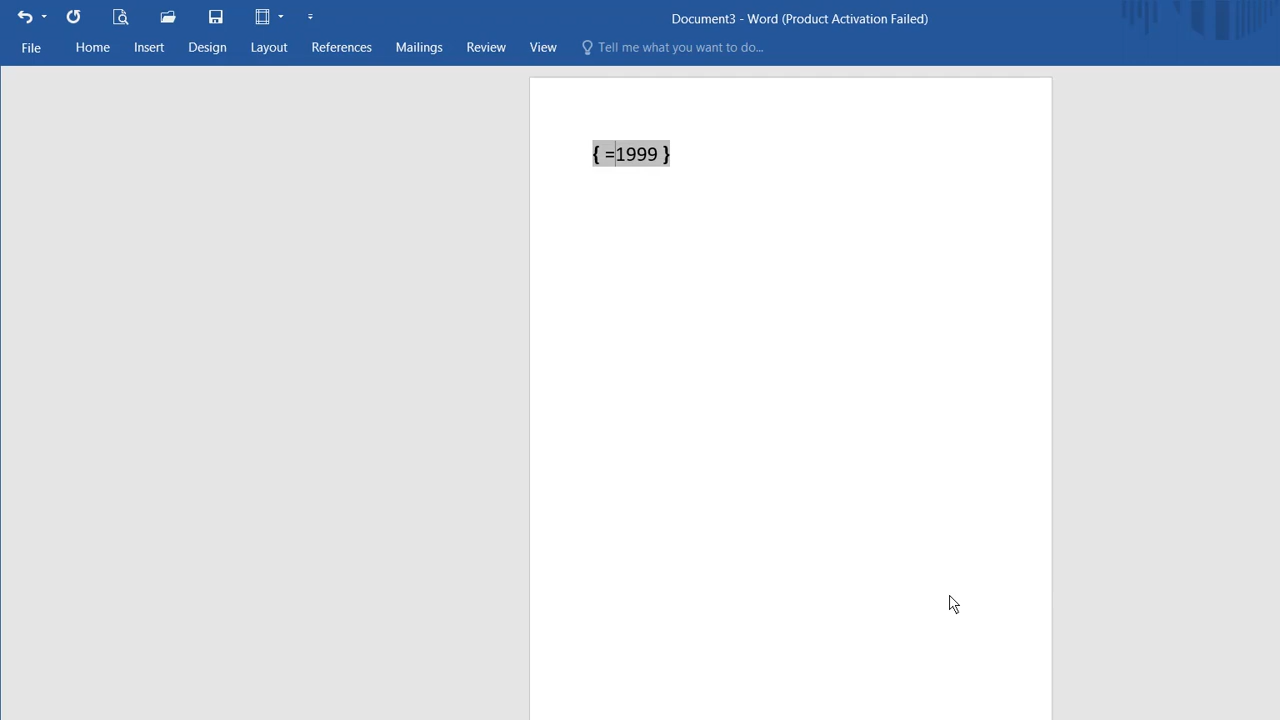 Document3 - Word (Product Activation Failed)
File Home Insert Design Layout References Mailings Review View Tell me what you want to do...
{ =1999 }